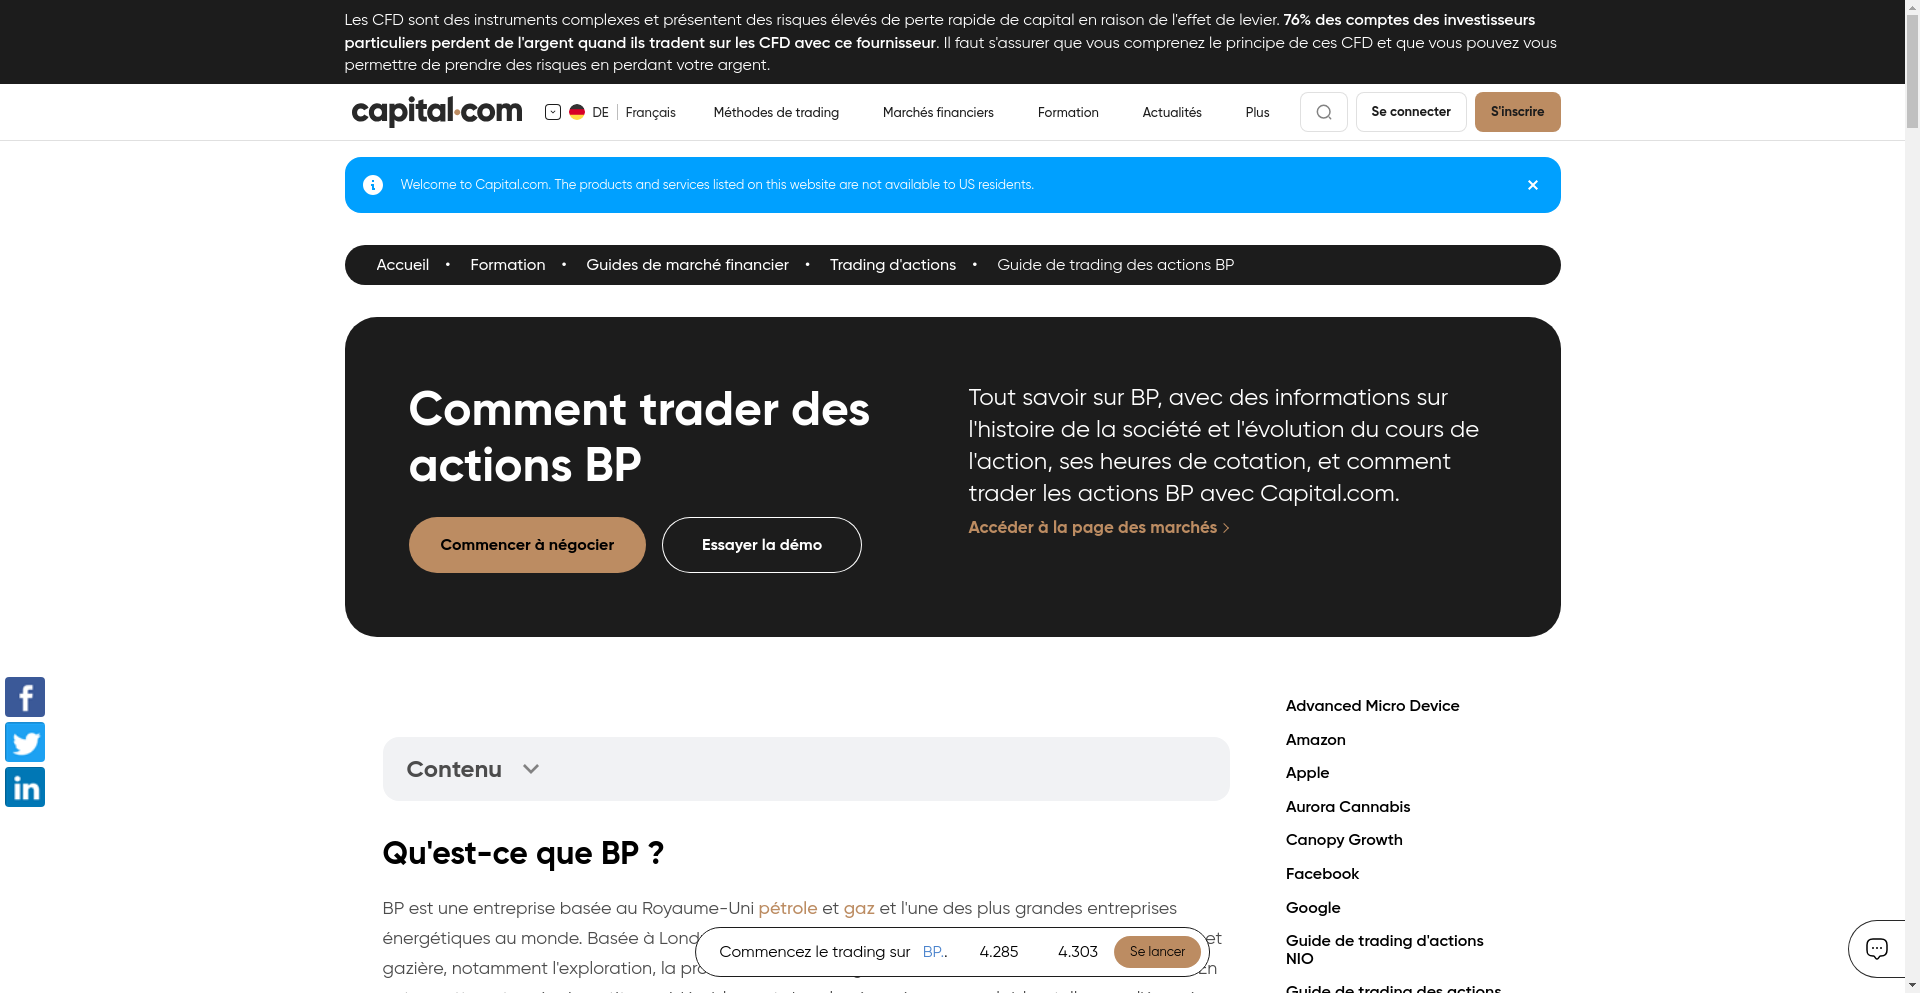 Les CFD sont des instruments complexes et présentent des risques élevés de perte rapide de capital en raison de l'effet de levier. 76% des comptes des investisseurs
particuliers perdent de l'argent quand ils tradent sur les CFD avec ce fournisseur. Il faut s'assurer que vous comprenez le principe de ces CFD et que vous pouvez vous
permettre de prendre des risques en perdant votre argent.
capital.com
DE
Français
Méthodes de trading
Marchés financiers
Formation
Actualités
Plus
Se connecter
S'inscrire
Welcome to Capital.com. The products and services listed on this website are not available to US residents.
Accueil • Formation • Guides de marché financier • Trading d'actions • Guide de trading des actions BP
Comment trader des
actions BP
Commencer à négocier
Essayer la démo
Tout savoir sur BP, avec des informations sur
l'histoire de la société et l'évolution du cours de
l'action, ses heures de cotation, et comment
trader les actions BP avec Capital.com.
Accéder à la page des marchés
Contenu
Qu'est-ce que BP ?
BP est une entreprise basée au Royaume-Uni pétrole et gaz et l'une des plus grandes entreprises
énergétiques au monde. Basée à Lond et
gazière, notamment l'exploration, la pro En
Commencez le trading sur BP.. 4.285 4.303 Se lancer
Advanced Micro Device
Amazon
Apple
Aurora Cannabis
Canopy Growth
Facebook
Google
Guide de trading d'actions
NIO
Guide de trading des actions